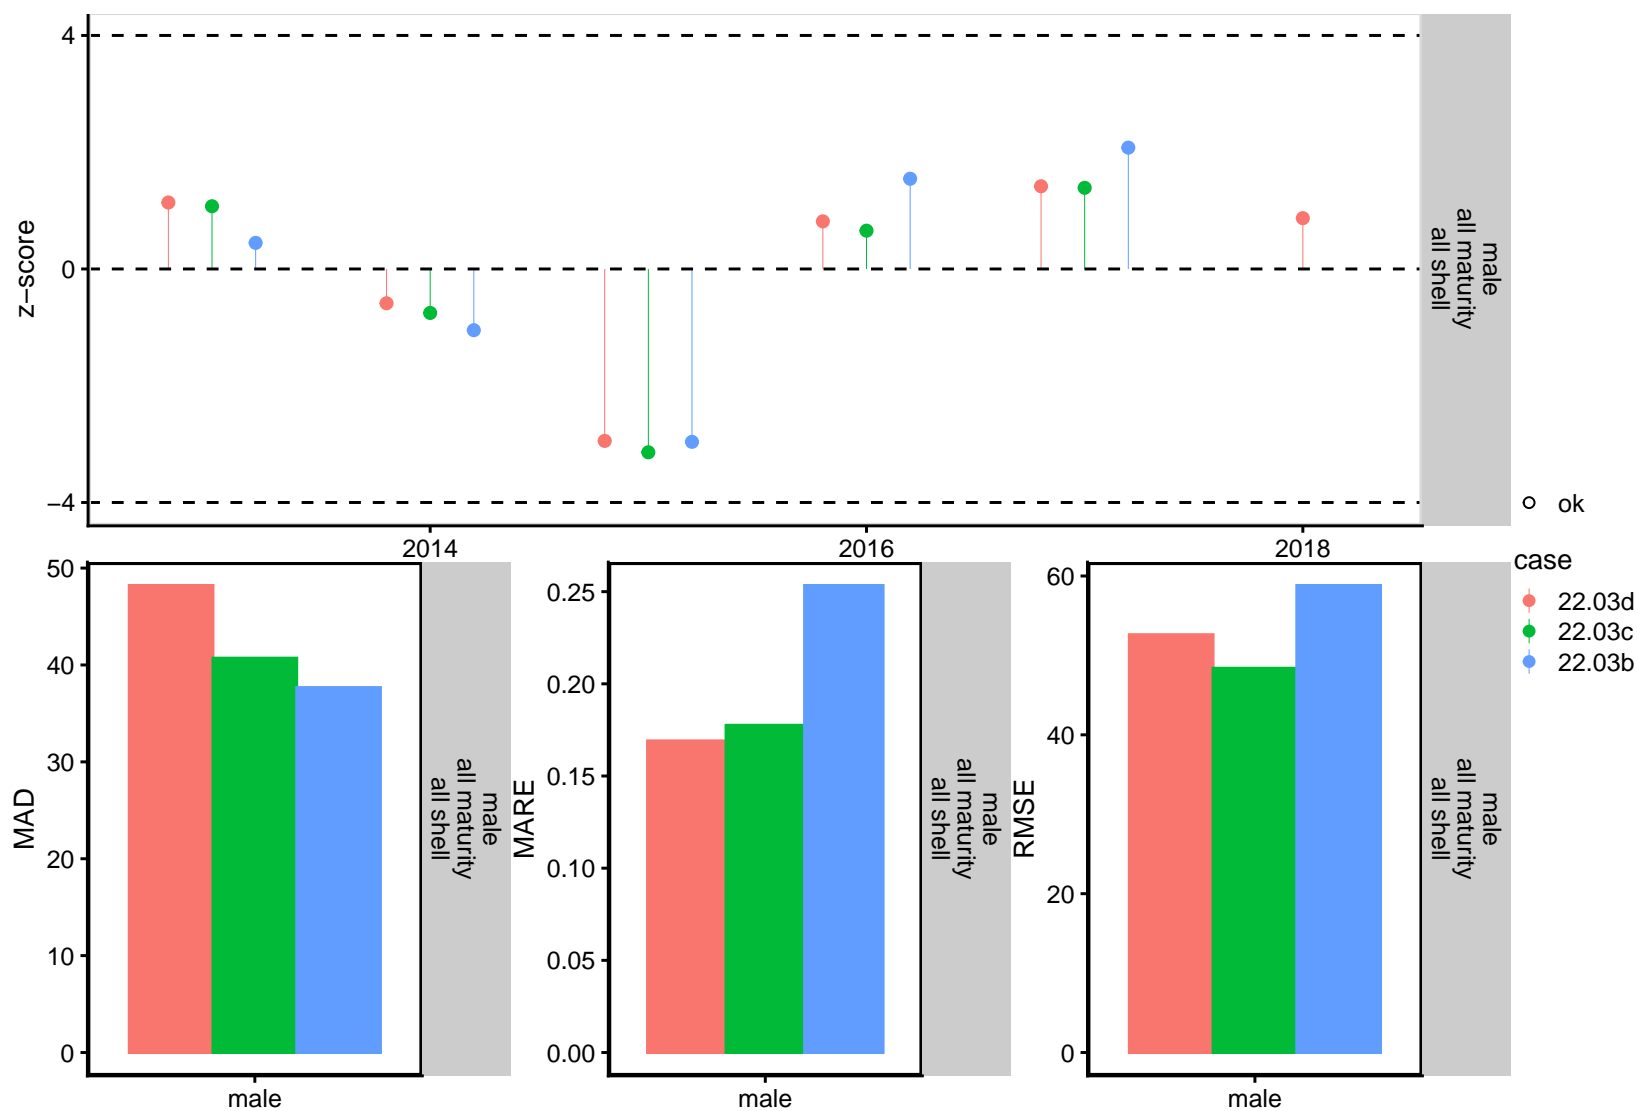 4
0
−4
z−score
male
all maturity
all shell
2014
2016
2018
ok
case
22.03d
22.03c
22.03b
50
40
30
20
10
0
MAD
male
male
all maturity
all shell
0.25
0.20
0.15
0.10
0.05
0.00
MARE
male
male
all maturity
all shell
60
40
20
0
RMSE
male
male
all maturity
all shell